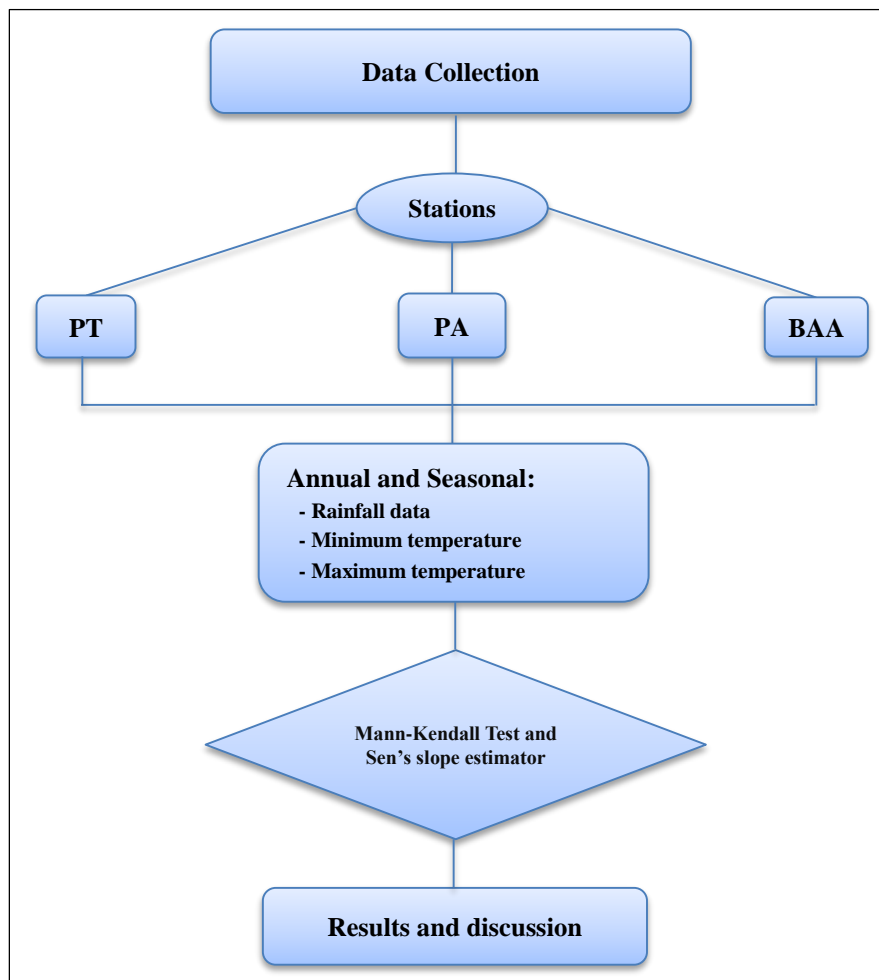 Data Collection
Stations
PT
PA
BAA
Annual and Seasonal:
- Rainfall data
- Minimum temperature
- Maximum temperature
Mann-Kendall Test and
Sen’s slope estimator
Results and discussion